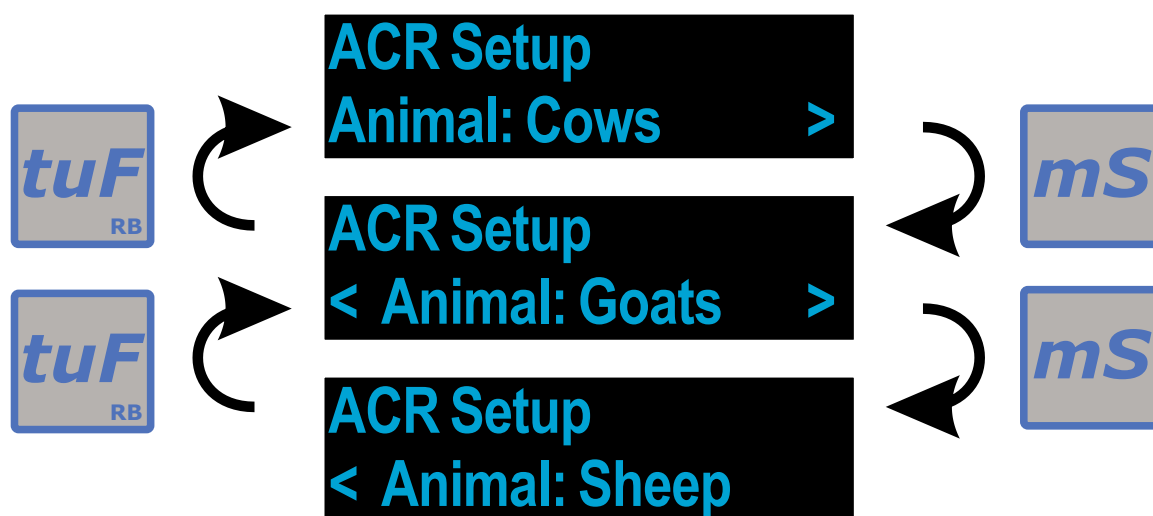 ACR Setup
Animal: Cows >
tuF
RB
mS
ACR Setup
< Animal: Goats >
tuF
RB
mS
ACR Setup
< Animal: Sheep